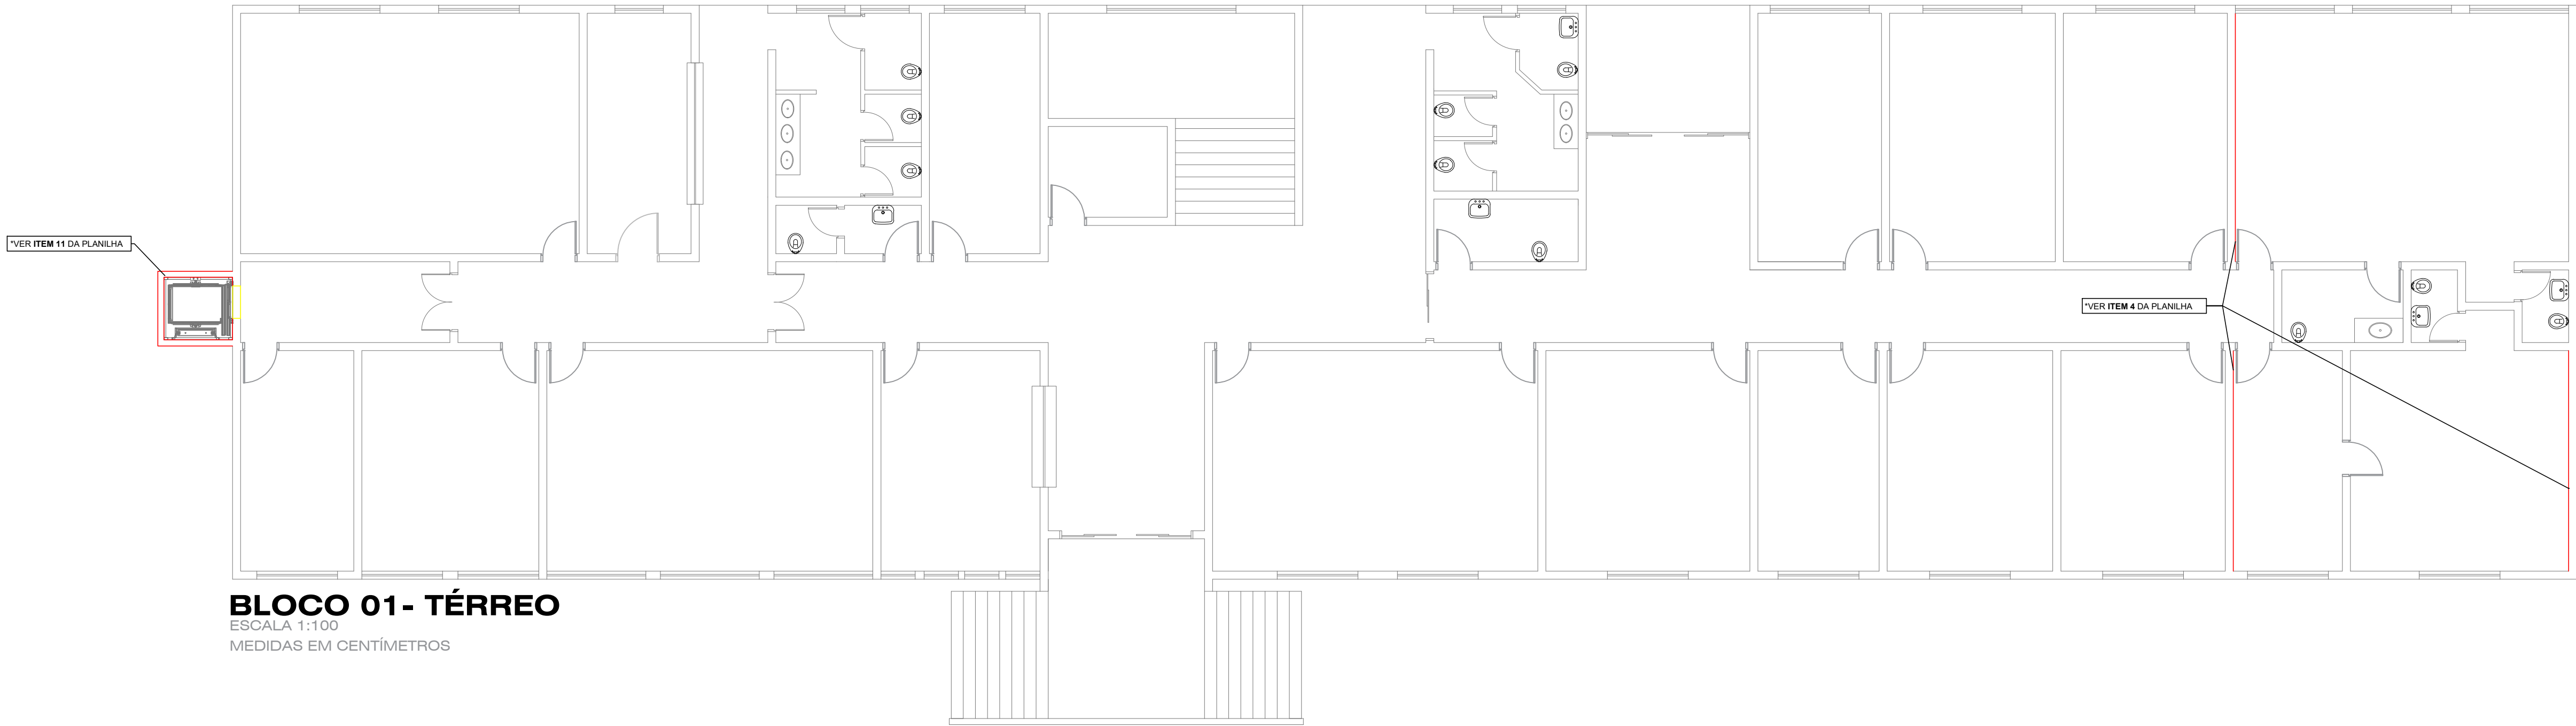 *VER ITEM 11 DA PLANILHA
*VER ITEM 4 DA PLANILHA
BLOCO 01- TÉRREO
ESCALA 1:100
MEDIDAS EM CENTÍMETROS